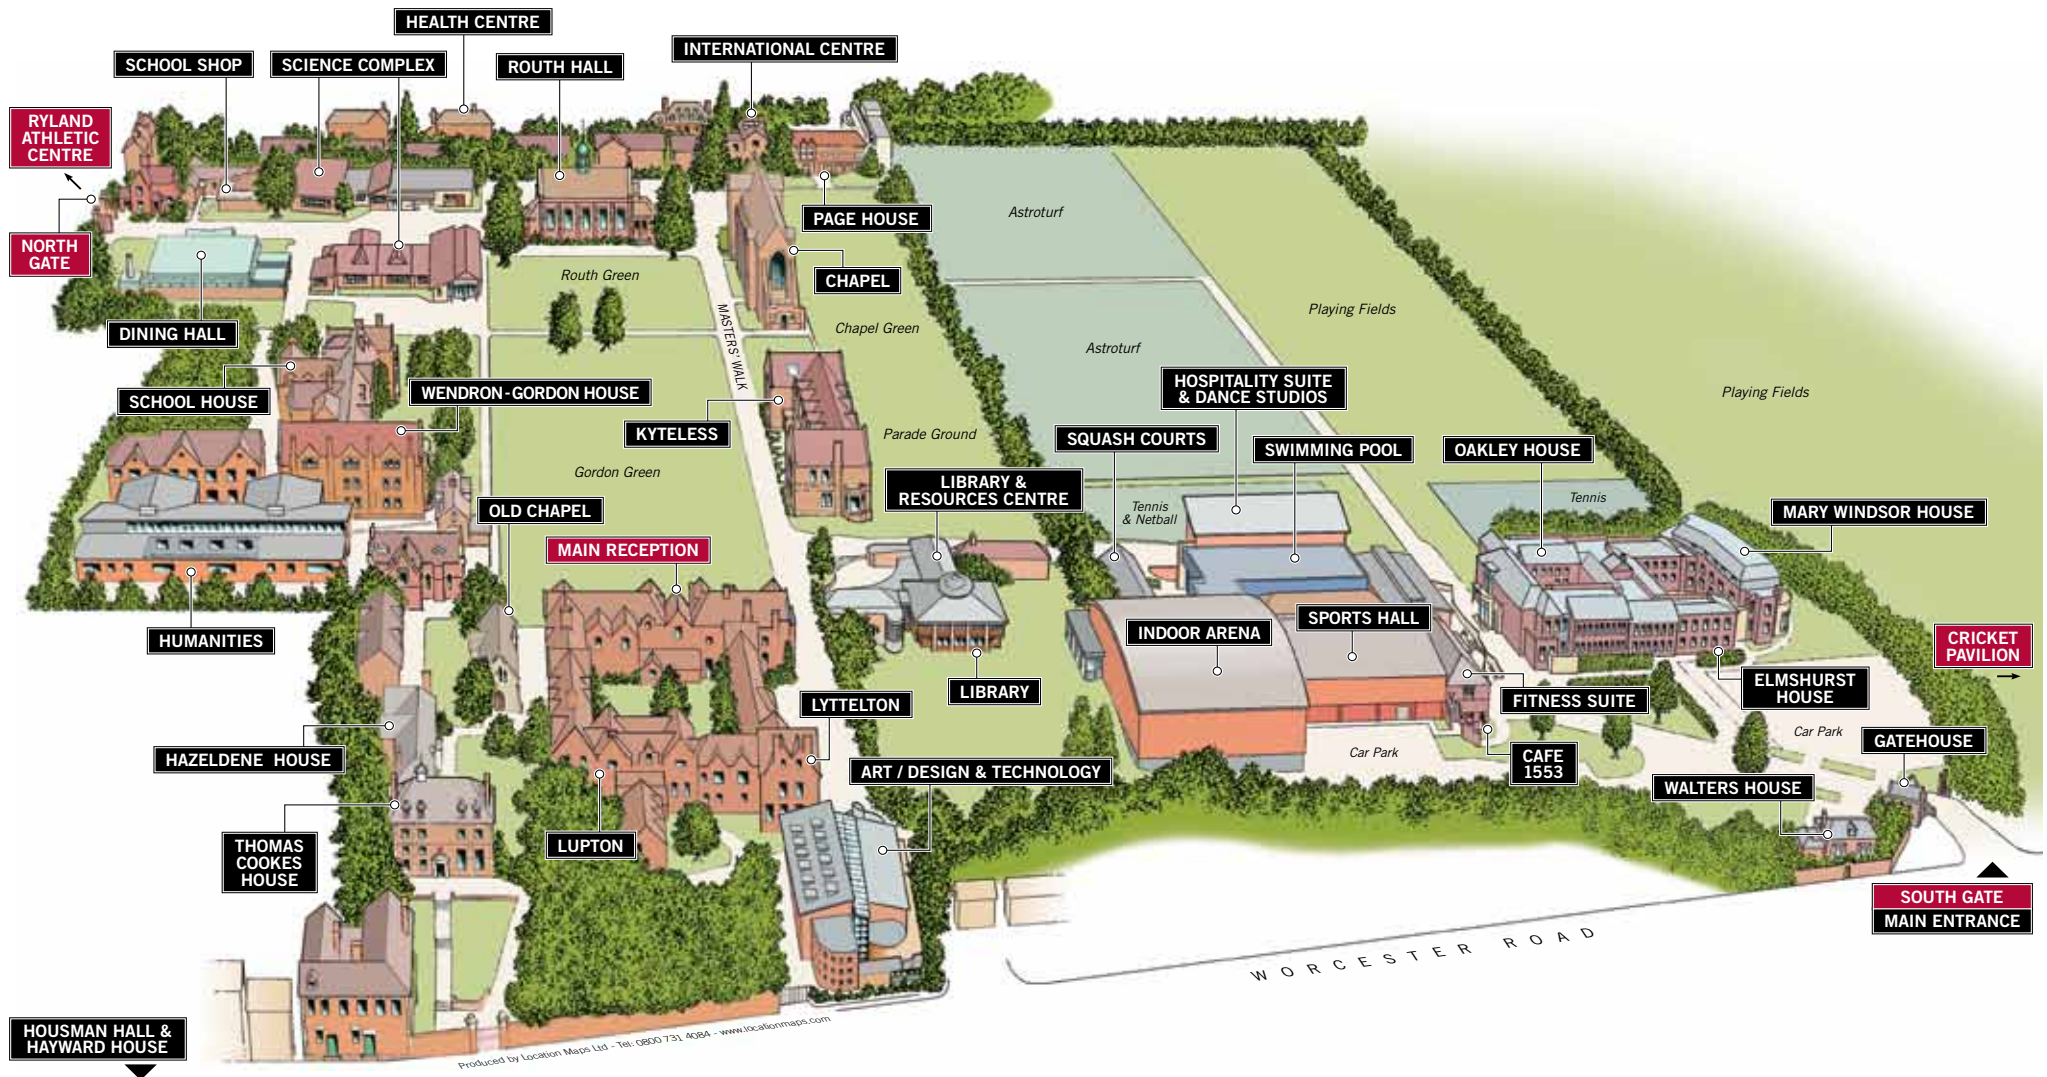 HEALTH CENTRE
INTERNATIONAL CENTRE
SCHOOL SHOP
SCIENCE COMPLEX
ROUTH HALL
RYLAND
ATHLETIC
CENTRE
PAGE HOUSE
Astroturf
NORTH
GATE
Routh Green
CHAPEL
DINING HALL
MASTERS' WALK
Chapel Green
Playing Fields
Astroturf
SCHOOL HOUSE
WENDRON-GORDON HOUSE
HOSPITALITY SUITE
& DANCE STUDIOS
Playing Fields
KYTELESS
Parade Ground
SQUASH COURTS
SWIMMING POOL
OAKLEY HOUSE
Gordon Green
LIBRARY &
RESOURCES CENTRE
Tennis
& Netball
Tennis
OLD CHAPEL
MARY WINDSOR HOUSE
MAIN RECEPTION
HUMANITIES
INDOOR ARENA
SPORTS HALL
CRICKET
PAVILION
LIBRARY
ELMSHURST
HOUSE
LYTTELTON
FITNESS SUITE
HAZELDENE HOUSE
Car Park
Car Park
GATEHOUSE
CAFE
1553
ART / DESIGN & TECHNOLOGY
WALTERS HOUSE
THOMAS
COOKES
HOUSE
LUPTON
SOUTH GATE
MAIN ENTRANCE
WORCESTER ROAD
HOUSMAN HALL &
HAYWARD HOUSE
Produced by Location Maps Ltd - Tel: 0800 731 4084 - www.locationmaps.com